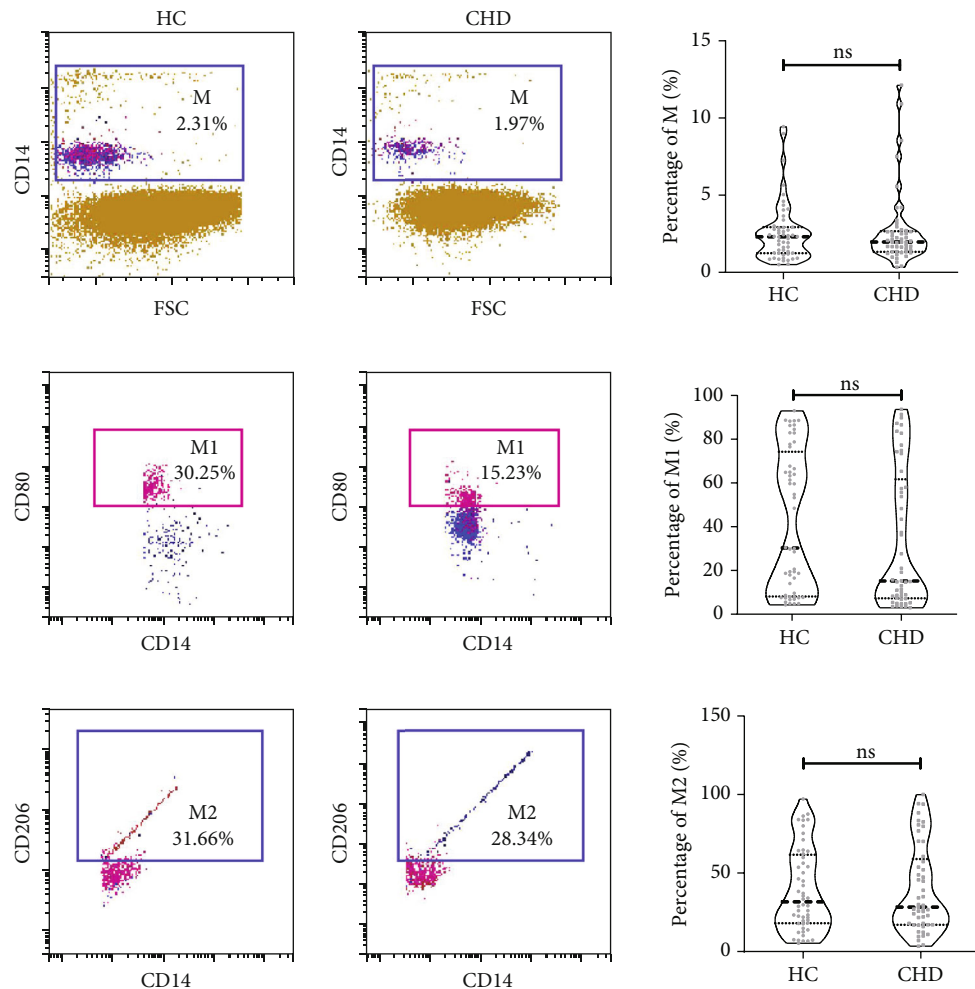 HC
CHD
CD14
M
2.31%
FSC
CD14
M
1.97%
FSC
Percentage of M (%)
15
10
5
0
ns
HC
CHD
CD80
M1
30.25%
CD14
CD80
M1
15.23%
CD14
Percentage of M1 (%)
100
80
60
40
20
0
ns
HC
CHD
CD206
M2
31.66%
CD14
CD206
M2
28.34%
CD14
Percentage of M2 (%)
150
100
50
0
ns
HC
CHD